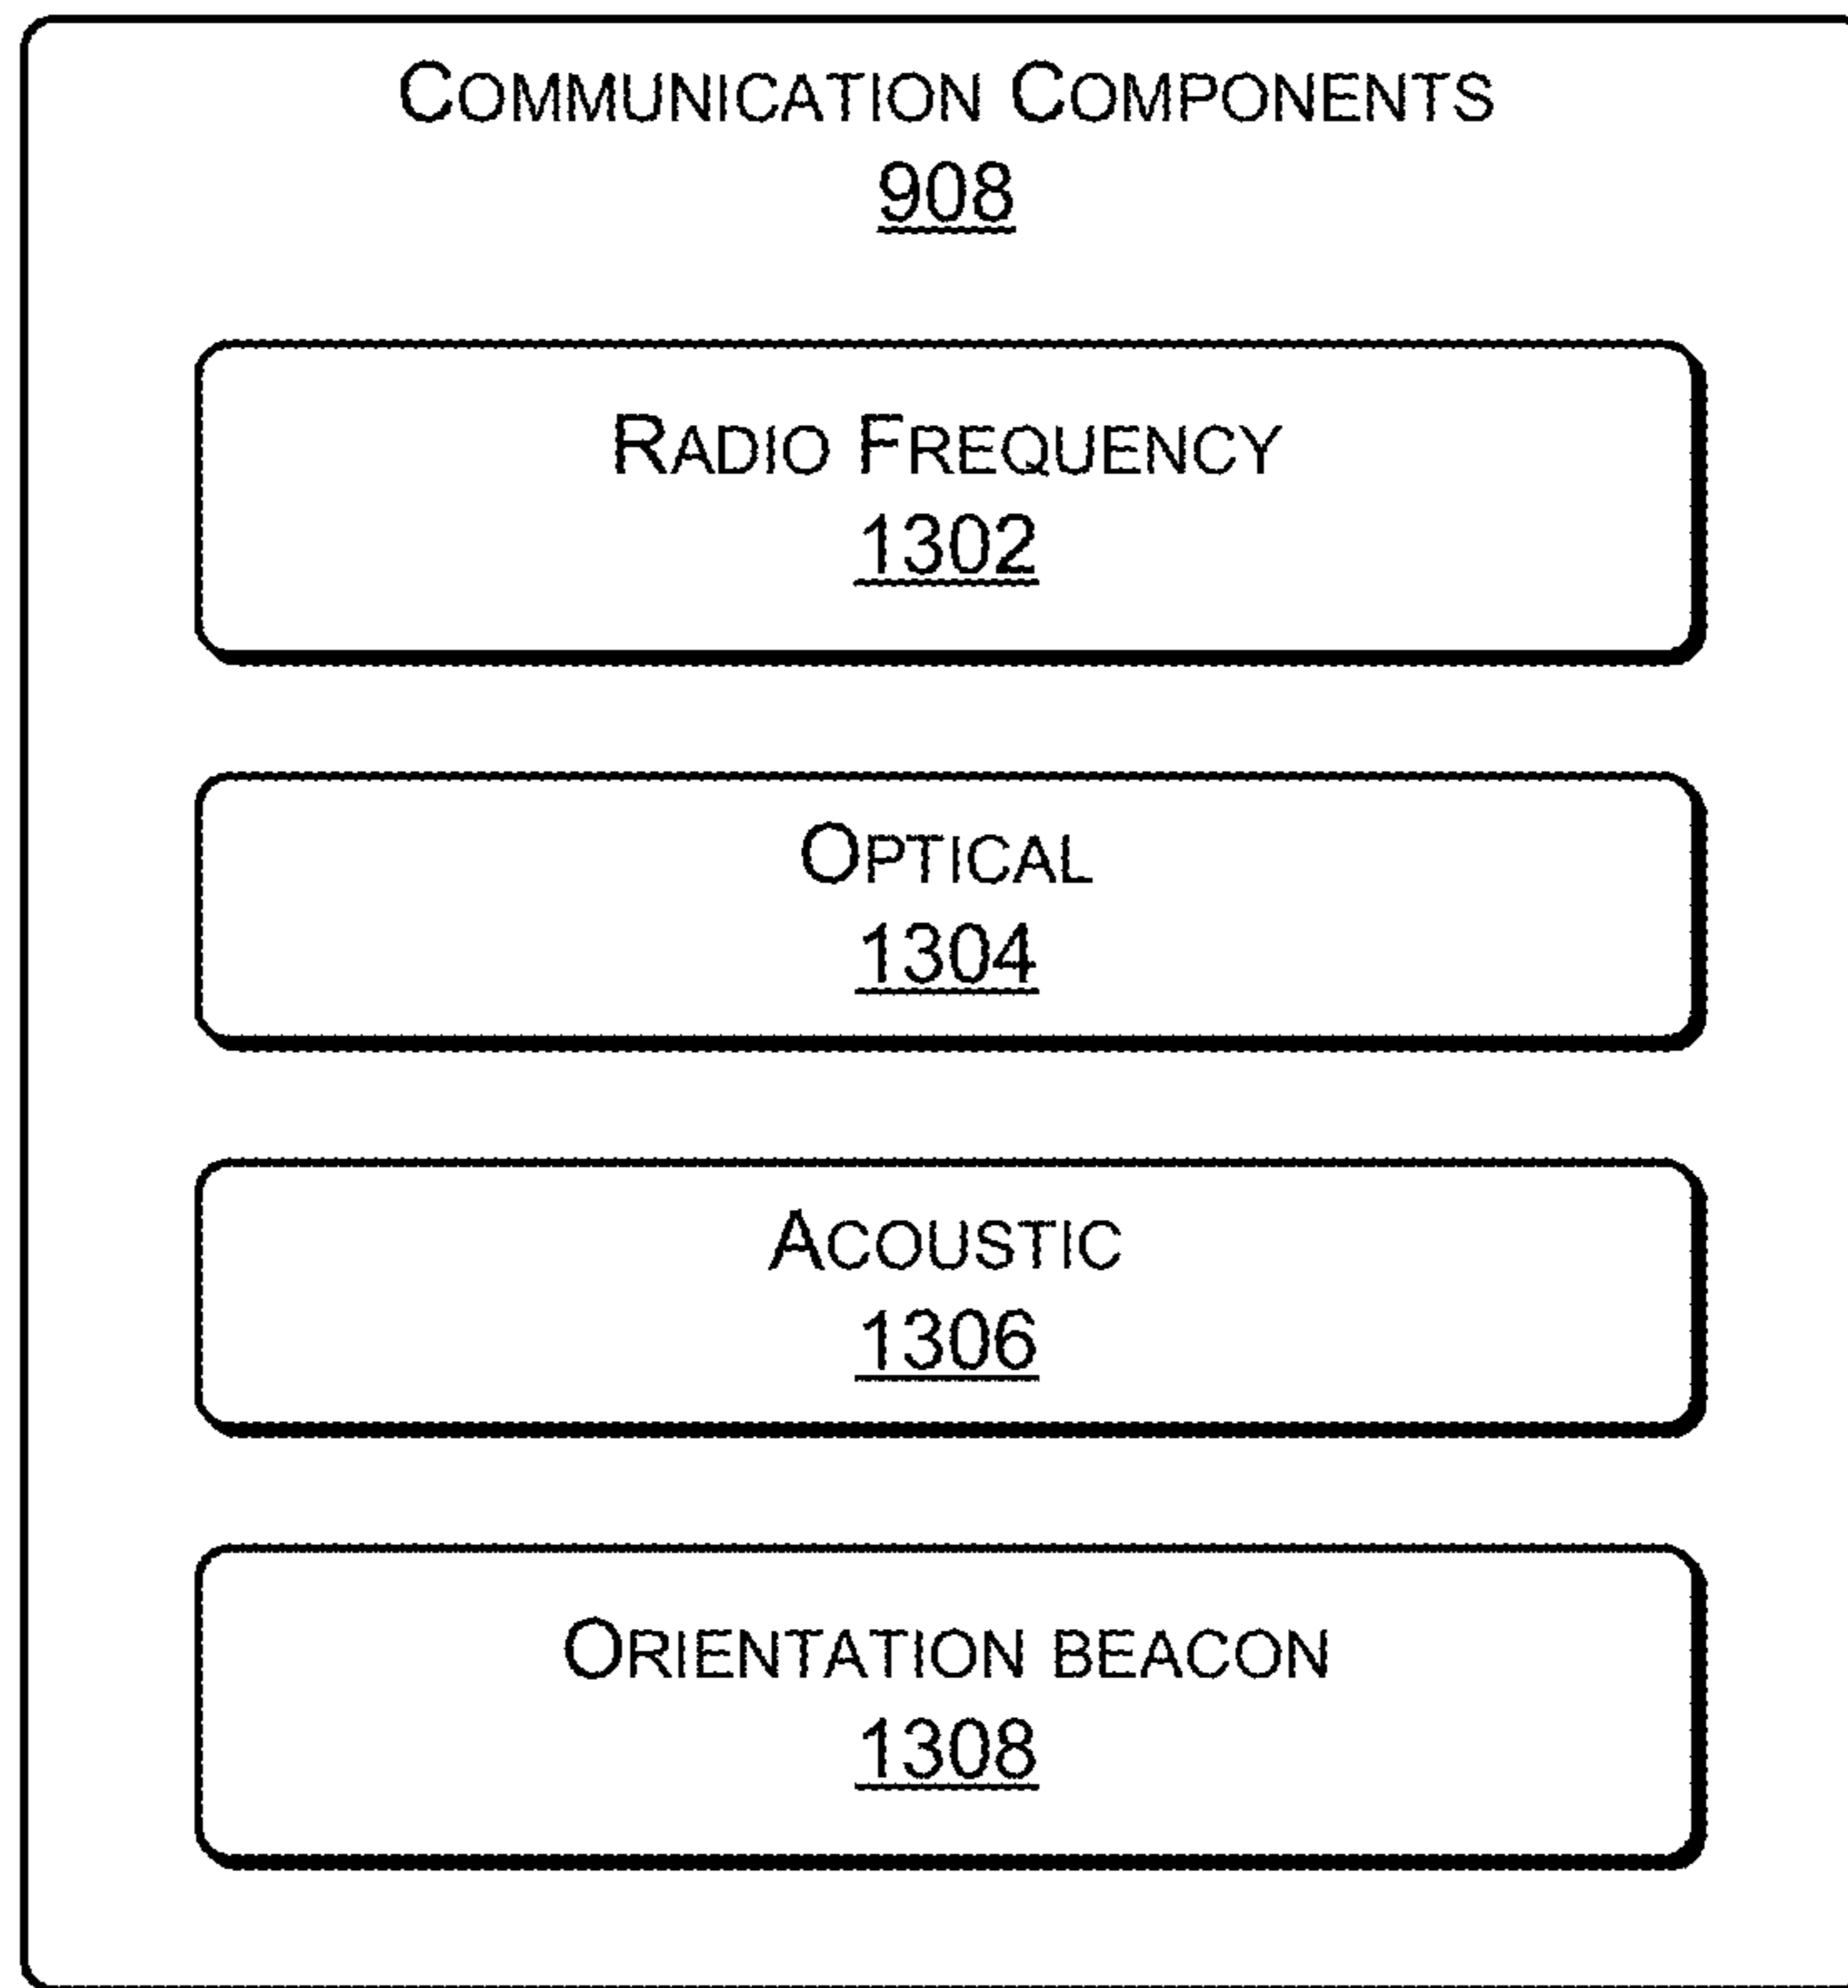 COMMUNICATION COMPONENTS
908
RADIO FREQUENCY
1302
OPTICAL
1304
ACOUSTIC
1306
ORIENTATION BEACON
1308